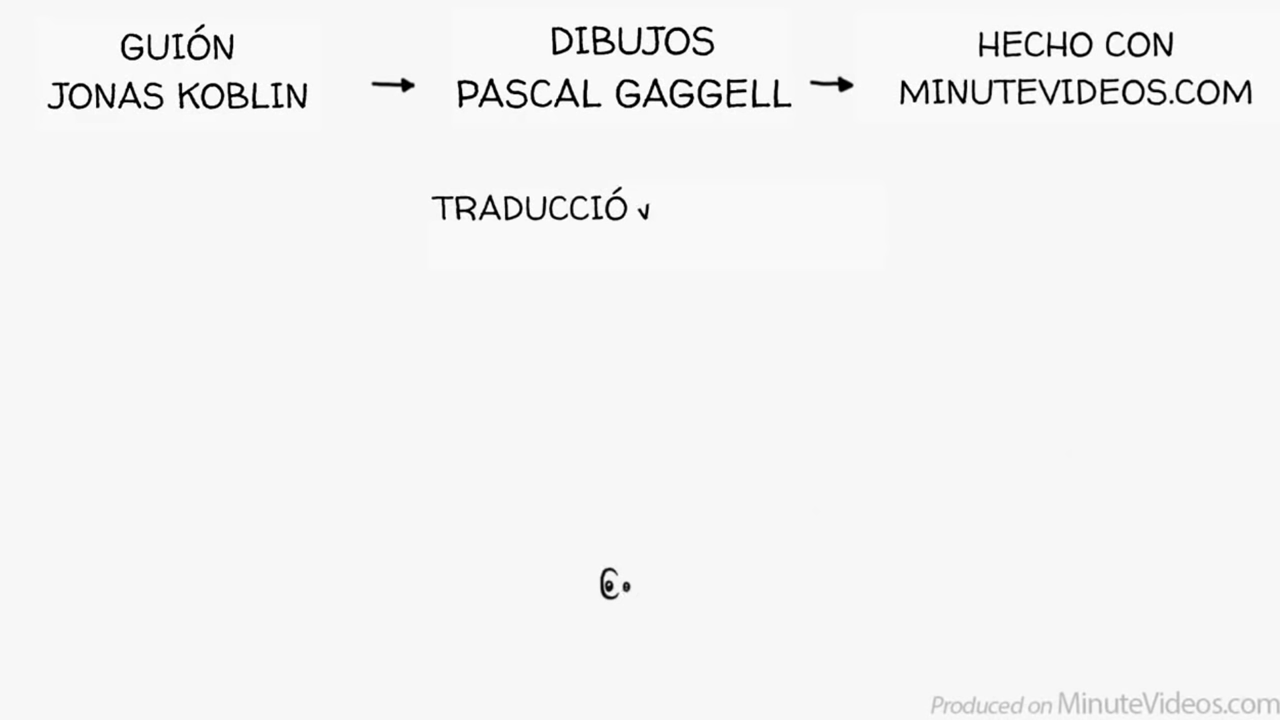 GUIÓN
JONAS KOBLIN
DIBUJOS
PASCAL GAGGELL
HECHO CON
MINUTEVIDEOS.COM
TRADUCCIÓ
Produced on MinuteVideos.com